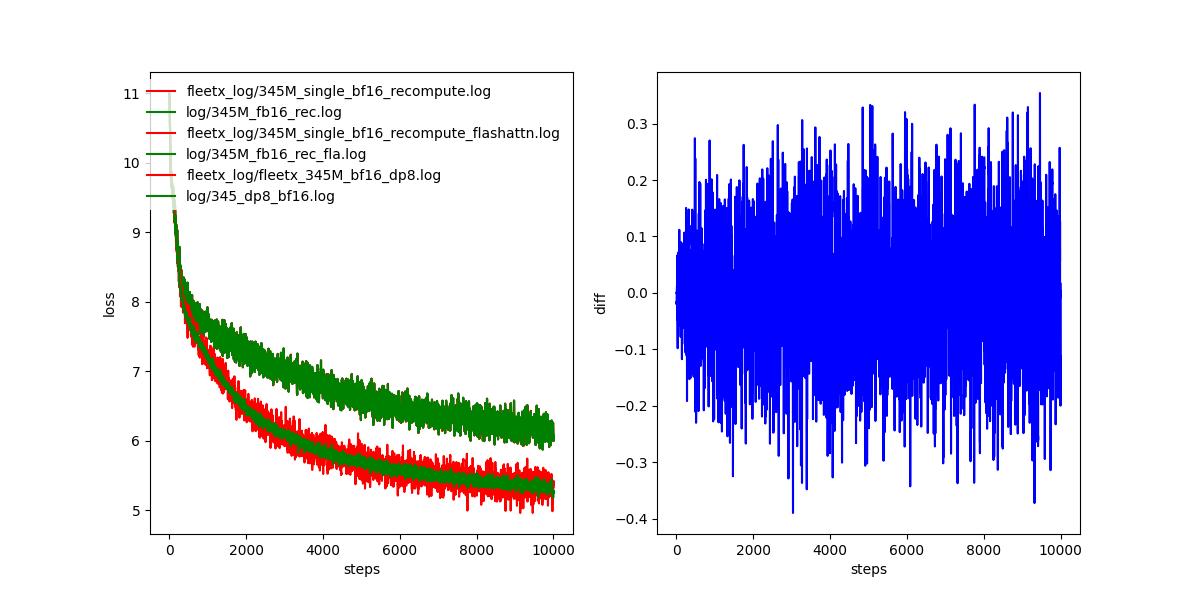 fleetx_log/345M_single_bf16_recompute.log
log/345M_fb16_rec.log
fleetx_log/345M_single_bf16_recompute_flashattn.log
log/345M_fb16_rec_fla.log
fleetx_log/fleetx_345M_bf16_dp8.log
log/345_dp8_bf16.log
11
10
9
8
7
6
5
loss
0 2000 4000 6000 8000 10000
steps
0.3
0.2
0.1
0.0
−0.1
−0.2
−0.3
−0.4
diff
0 2000 4000 6000 8000 10000
steps